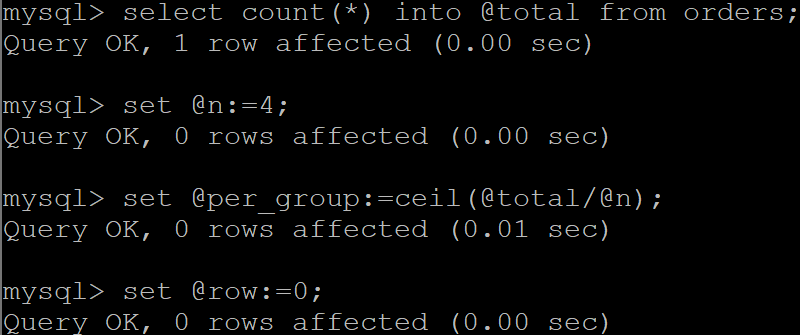 mysql> select count(*) into @total from orders;
Query OK, 1 row affected (0.00 sec)
mysql> set @n:=4;
Query OK, 0 rows affected (0.00 sec)
mysql> set @per_group:=ceil(@total/@n);
Query OK, 0 rows affected (0.01 sec)
mysql> set @row:=0;
Query OK, 0 rows affected (0.00 sec)